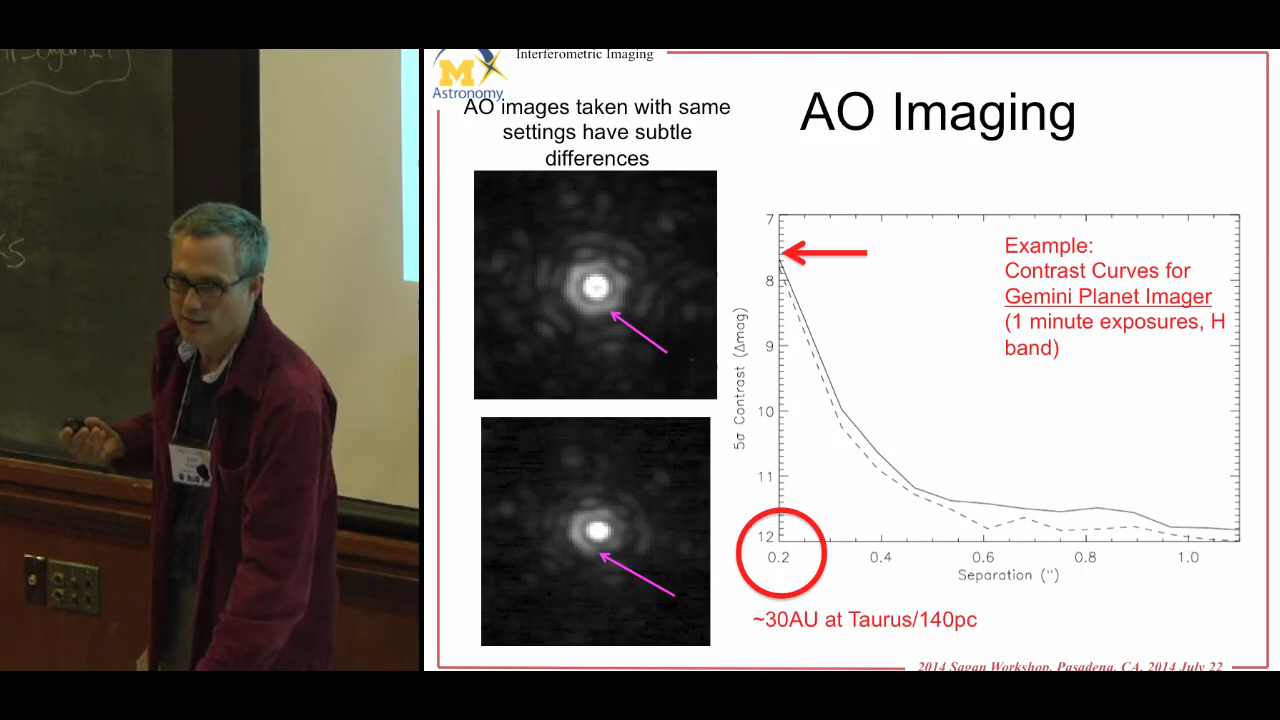 Interferometric Imaging
M
Astronomy
AO images taken with same
settings have subtle
differences
AO Imaging
7
8
9
10
11
12
5σ Contrast (Δmag)
0.2 0.4 0.6 0.8 1.0
Separation (")
Example:
Contrast Curves for
Gemini Planet Imager
(1 minute exposures, H
band)
~30AU at Taurus/140pc
2014 Sagan Workshop, Pasadena, CA, 2014 July 22